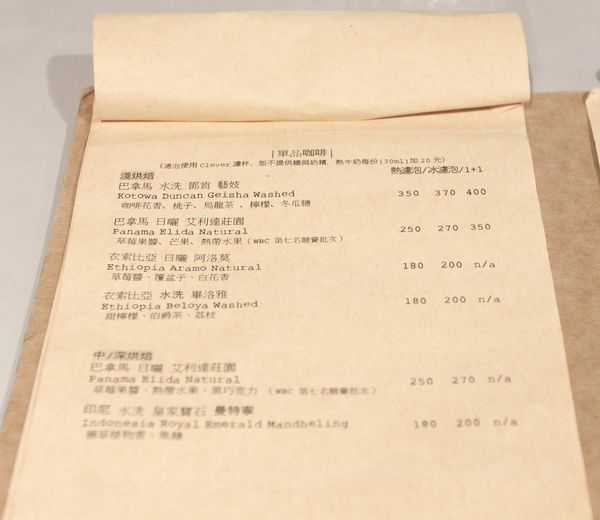 |單品咖啡|
(濾泡使用 Clever 濾杯、恕不提供糖與奶精、熱牛奶每份(30ml)加 20 元)
淺烘焙 熱濾泡/冰濾泡/1+1
巴拿馬 水洗 鄧肯 藝妓
Kotowa Duncan Geisha Washed 350 370 400
咖啡花香、桃子、烏龍茶 、檸檬、冬瓜糖
巴拿馬 日曬 艾利達莊園
Panama Elida Natural 250 270 350
草莓果醬、芒果、熱帶水果 (WBC 第七名競賽批次)
衣索比亞 日曬 阿洛莫
Ethiopia Aramo Natural 180 200 n/a
草莓醬、覆盆子、白花香
衣索比亞 水洗 畢洛雅
Ethiopia Beloya Washed 180 200 n/a
甜檸檬、伯爵茶、荔枝
中/深烘焙
巴拿馬 日曬 艾利達莊園
Panama Elida Natural 250 270 n/a
草莓果醬、熱帶水果、黑巧克力 (WBC 第七名競賽批次)
印尼 水洗 皇家寶石 曼特寧
Indonesia Royal Emerald Mandheling 180 200 n/a
藥草植物香、焦糖